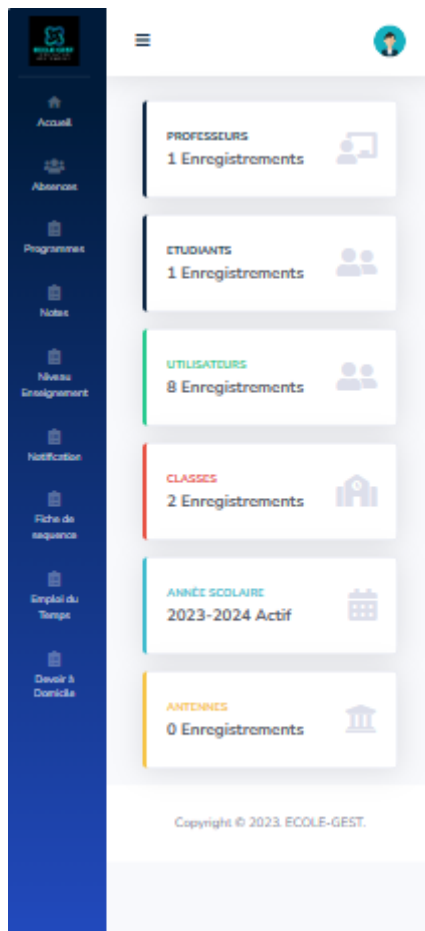 ECOLE-GEST
Accueil
Absences
Programmes
Notes
Niveau
Enseignement
Notification
Fiche de
sequence
Emploi du
Temps
Devoir à
Domicile
PROFESSEURS
1 Enregistrements
ETUDIANTS
1 Enregistrements
UTILISATEURS
8 Enregistrements
CLASSES
2 Enregistrements
ANNÉE SCOLAIRE
2023-2024 Actif
ANTENNES
0 Enregistrements
Copyright © 2023. ECOLE-GEST.